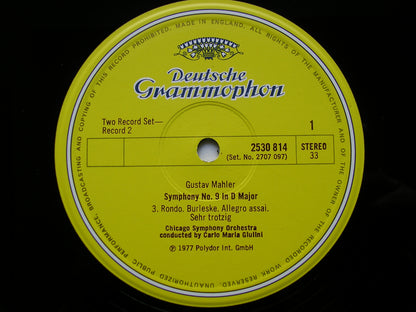 ALL RIGHTS OF THE MANUFACTURER AND OF THE OWNER OF THE RECORDED WORK RESERVED. UNAUTHORIZED PUBLIC PERFORMANCE, BROADCASTING AND COPYING OF THIS RECORD PROHIBITED. MADE IN GERMANY.
Deutsche
Grammophon
Two Record Set—
Record 2
2530 814
1
(Set. No. 2707 097)
STEREO
33
Gustav Mahler
Symphony No. 9 in D Major
3. Rondo. Burleske. Allegro assai.
Sehr trotzig
Chicago Symphony Orchestra
conducted by Carlo Maria Giulini
℗ 1977 Polydor Int. GmbH